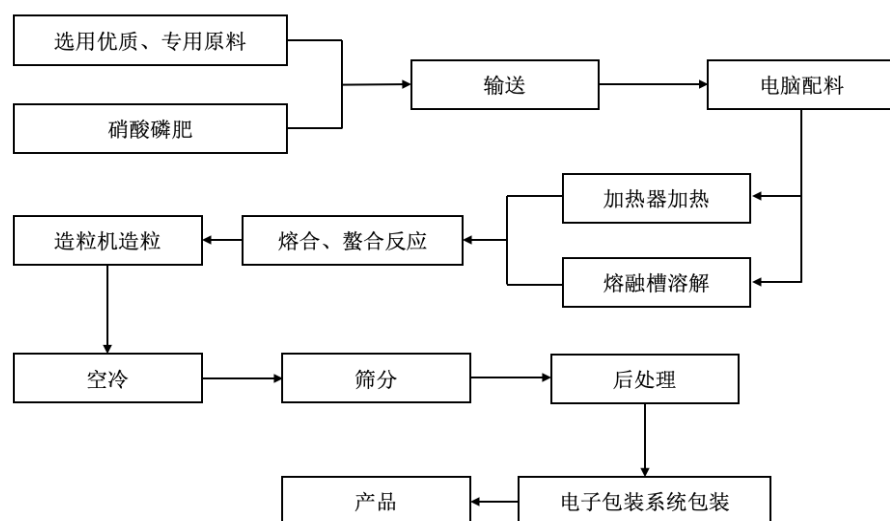 选用优质、专用原料
硝酸磷肥
输送
电脑配料
加热器加热
熔融槽溶解
熔合、螯合反应
造粒机造粒
空冷
筛分
后处理
电子包装系统包装
产品